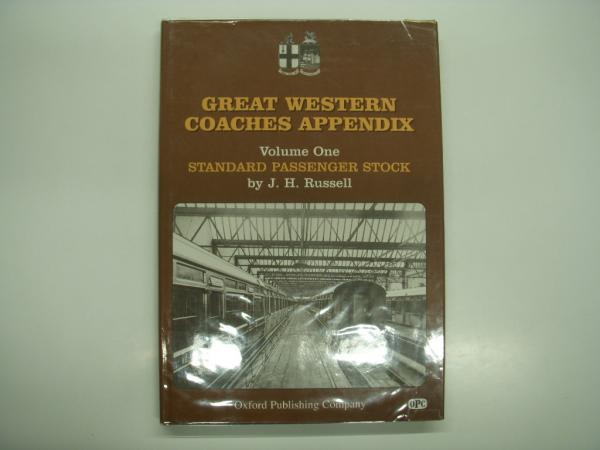 GREAT WESTERN
COACHES APPENDIX
Volume One
STANDARD PASSENGER STOCK
by J. H. Russell
Oxford Publishing Company
OPC